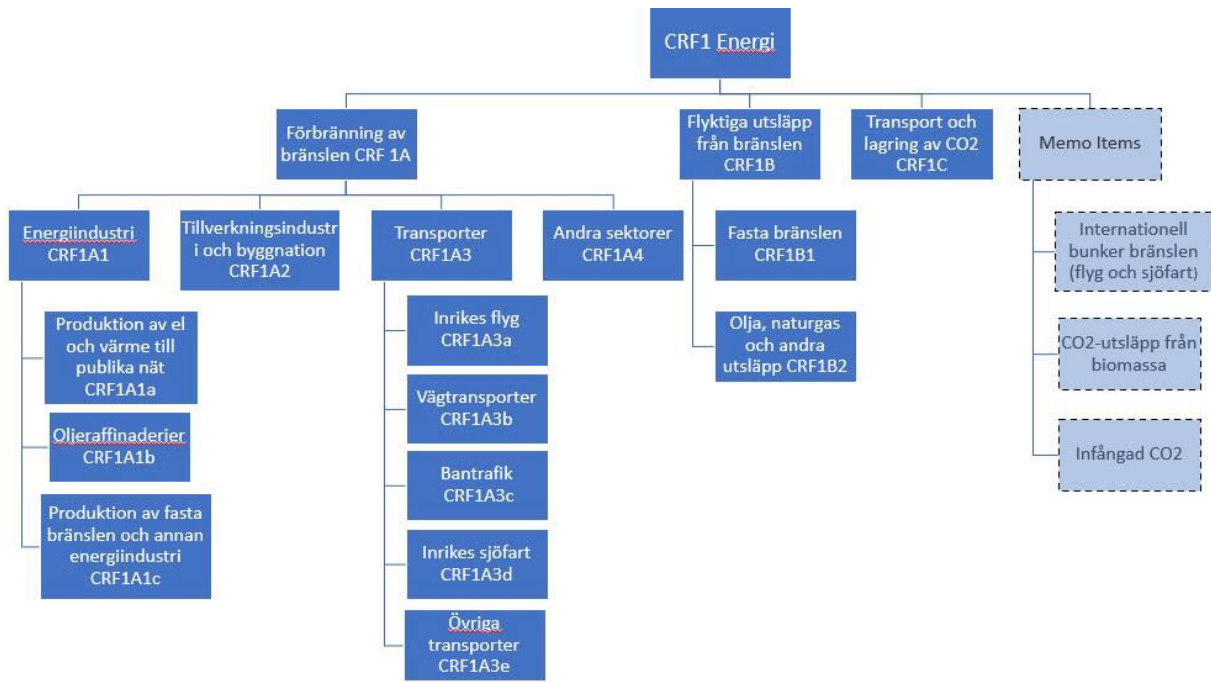 CRF1 Energi
Förbränning av
bränslen CRF 1A
Flyktiga utsläpp
från bränslen
CRF1B
Transport och
lagring av CO2
CRF1C
Memo Items
Energiindustri
CRF1A1
Tillverkningsindustr
i och byggnation
CRF1A2
Transporter
CRF1A3
Andra sektorer
CRF1A4
Fasta bränslen
CRF1B1
Internationell
bunker bränslen
(flyg och sjöfart)
Produktion av el
och värme till
publika nät
CRF1A1a
Inrikes flyg
CRF1A3a
Olja, naturgas
och andra
utsläpp CRF1B2
CO2-utsläpp från
biomassa
Vägtransporter
CRF1A3b
Oljeraffinaderier
CRF1A1b
Infångad CO2
Bantrafik
CRF1A3c
Produktion av fasta
bränslen och annan
energiindustri
CRF1A1c
Inrikes sjöfart
CRF1A3d
Övriga
transporter
CRF1A3e